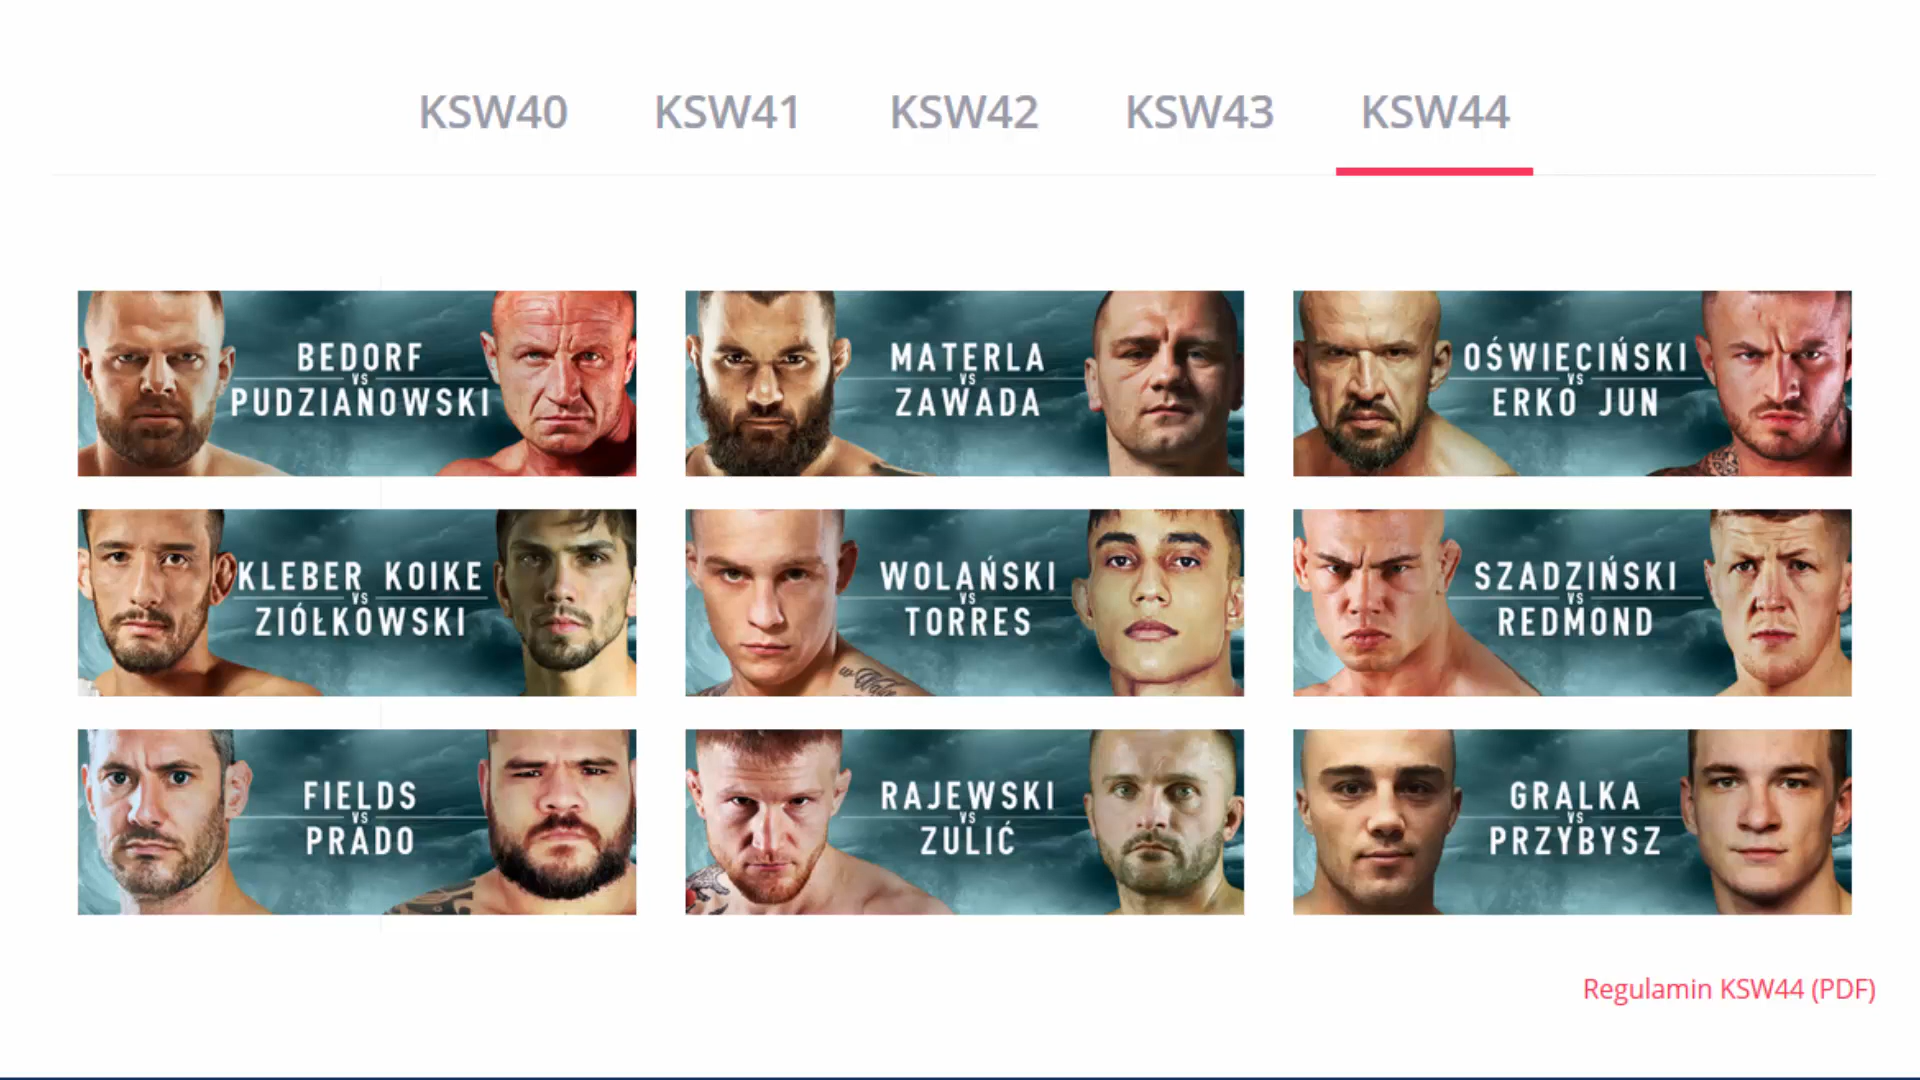 KSW40 KSW41 KSW42 KSW43 KSW44
BEDORF
VS
PUDZIANOWSKI
MATERLA
VS
ZAWADA
OŚWIĘCIŃSKI
VS
ERKO JUN
KLEBER KOIKE
VS
ZIÓŁKOWSKI
WOLAŃSKI
VS
TORRES
SZADZIŃSKI
VS
REDMOND
FIELDS
VS
PRADO
RAJEWSKI
VS
ZULIĆ
GRALKA
VS
PRZYBYSZ
Regulamin KSW44 (PDF)